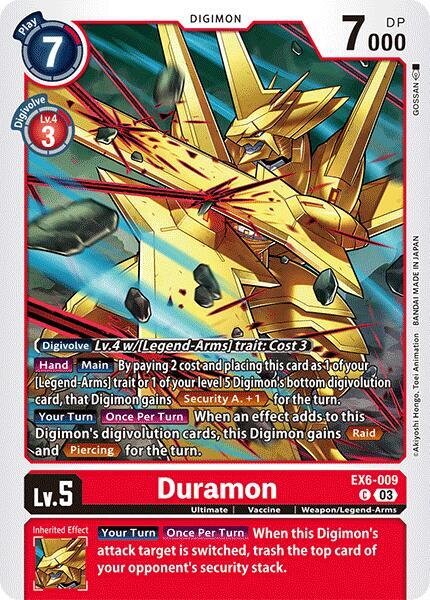 Play
7
DIGIMON
7000
DP
Digivolve
Lv.4
3
GOSSAN
©Akiyoshi Hongo, Toei Animation BANDAI MADE IN JAPAN
Digivolve Lv.4 w/[Legend-Arms] trait: Cost 3
Hand Main By paying 2 cost and placing this card as 1 of your
[Legend-Arms] trait or 1 of your level 5 Digimon's bottom digivolution
card, that Digimon gains Security A. +1 for the turn.
Your Turn Once Per Turn When an effect adds to this
Digimon's digivolution cards, this Digimon gains Raid
and Piercing for the turn.
EX6-009
Lv.5
Duramon
C 03
Ultimate | Vaccine | Weapon/Legend-Arms
Inherited Effect
Your Turn Once Per Turn When this Digimon's
attack target is switched, trash the top card of
your opponent's security stack.